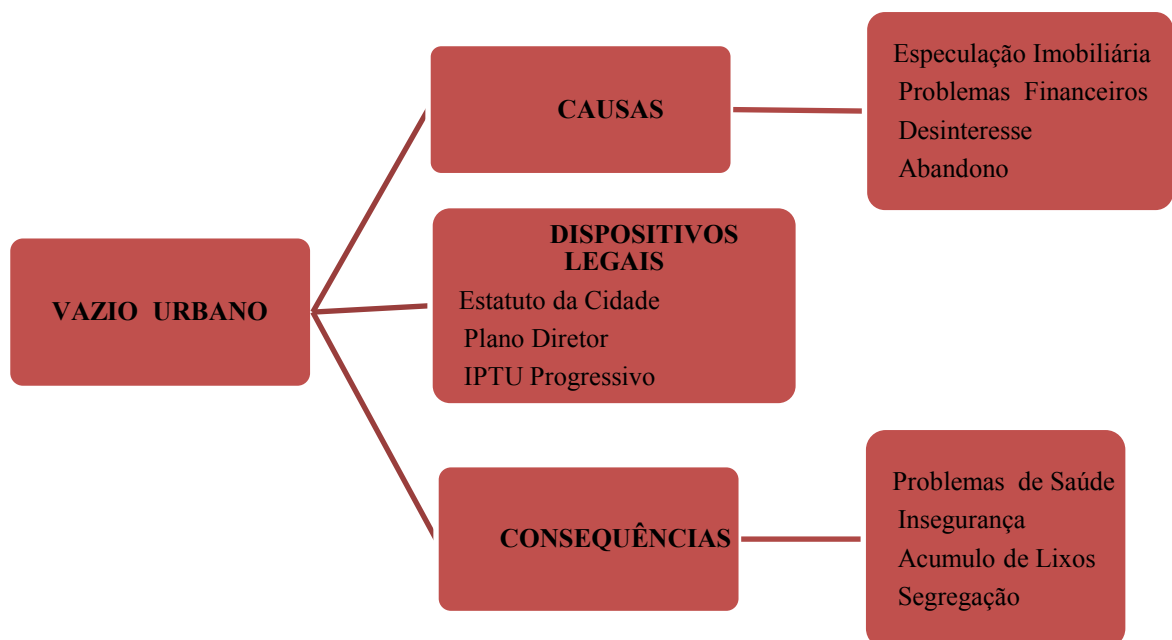 VAZIO URBANO
CAUSAS
Especulação Imobiliária
Problemas Financeiros
Desinteresse
Abandono
DISPOSITIVOS
LEGAIS
Estatuto da Cidade
Plano Diretor
IPTU Progressivo
CONSEQUÊNCIAS
Problemas de Saúde
Insegurança
Acumulo de Lixos
Segregação